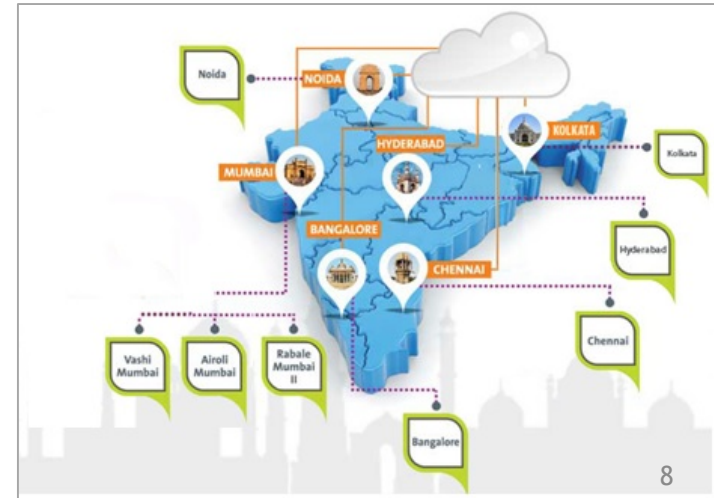 Noida
NOIDA
KOLKATA
HYDERABAD
Kolkata
MUMBAI
BANGALORE
Hyderabad
CHENNAI
Vashi
Mumbai
Airoli
Mumbai
Rabale
Mumbai
II
Chennai
Bangalore
8